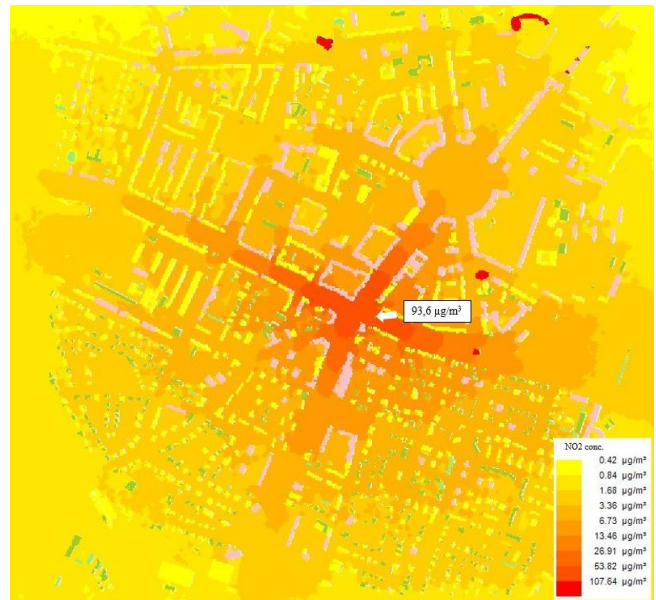 93,6 µg/m³
NO2 conc.
0.42 µg/m³
0.84 µg/m³
1.68 µg/m³
3.36 µg/m³
6.73 µg/m³
13.46 µg/m³
26.91 µg/m³
53.82 µg/m³
107.64 µg/m³